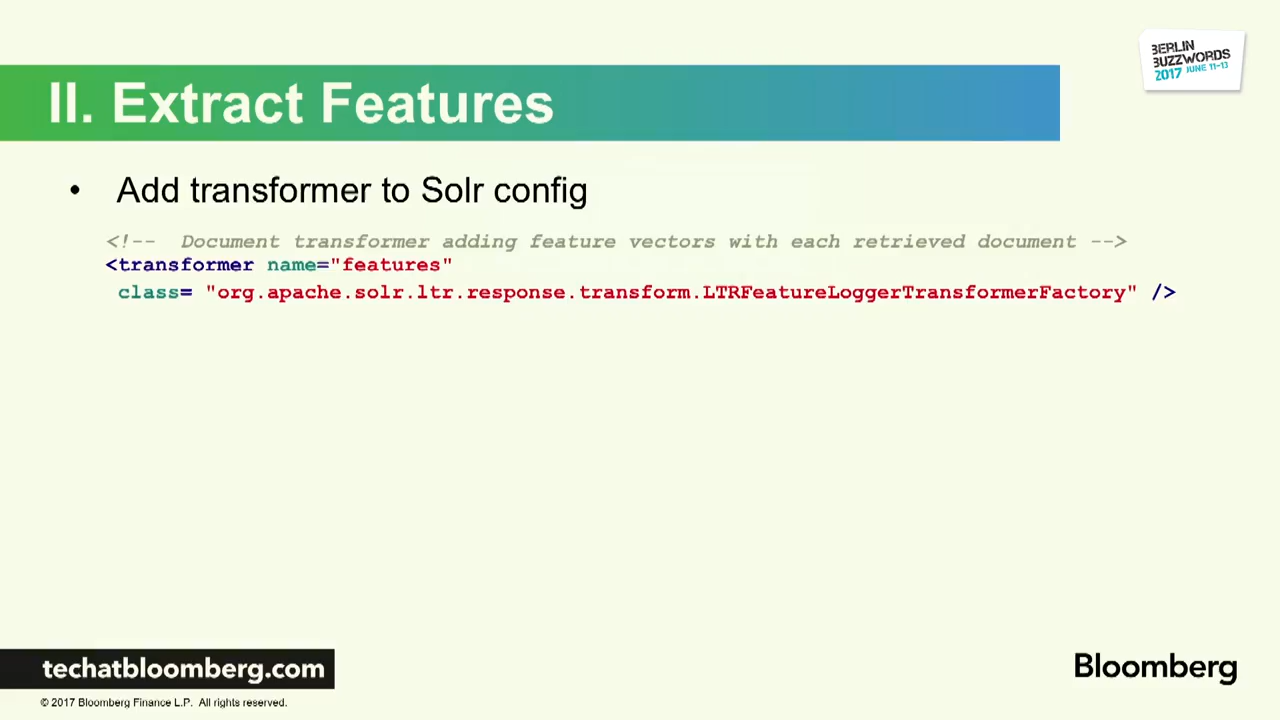 BERLIN
BUZZWORDS
2017 JUNE 11-13
II. Extract Features
• Add transformer to Solr config
<!-- Document transformer adding feature vectors with each retrieved document -->
<transformer name="features"
class= "org.apache.solr.ltr.response.transform.LTRFeatureLoggerTransformerFactory" />
techatbloomberg.com
Bloomberg
© 2017 Bloomberg Finance L.P. All rights reserved.